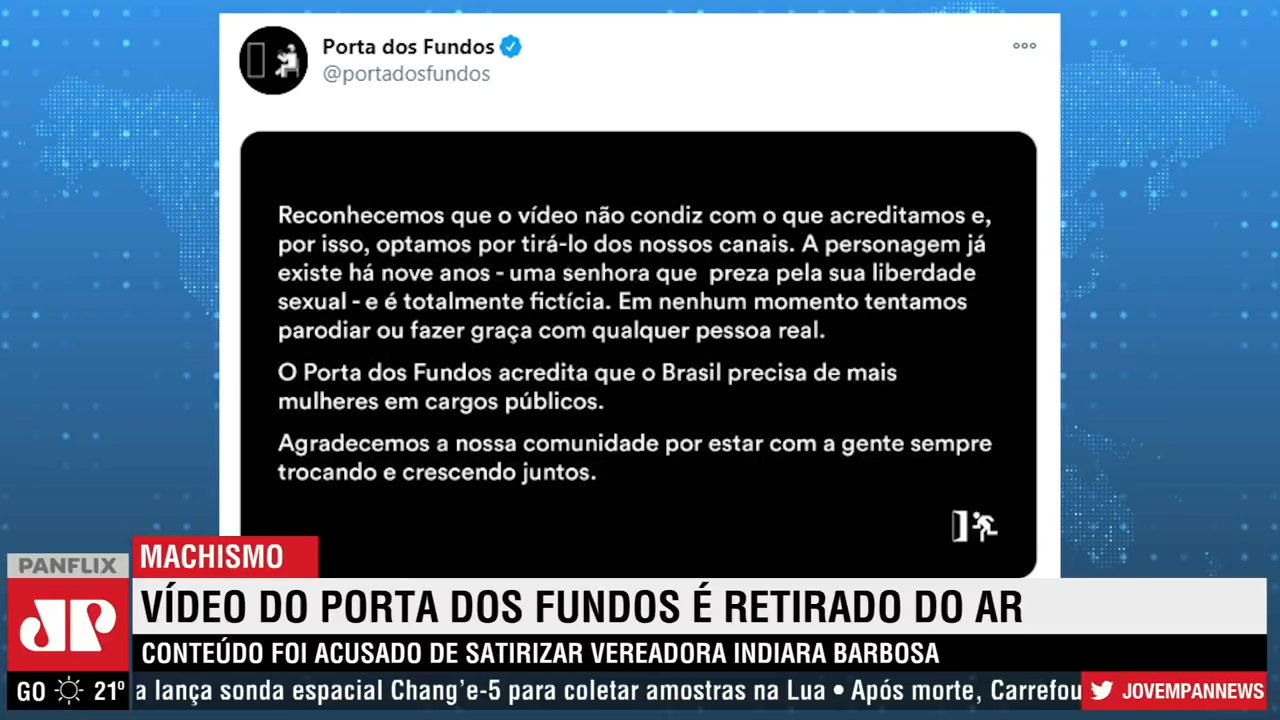 Porta dos Fundos
@portadosfundos
Reconhecemos que o vídeo não condiz com o que acreditamos e,
por isso, optamos por tirá-lo dos nossos canais. A personagem já
existe há nove anos - uma senhora que preza pela sua liberdade
sexual - e é totalmente fictícia. Em nenhum momento tentamos
parodiar ou fazer graça com qualquer pessoa real.
O Porta dos Fundos acredita que o Brasil precisa de mais
mulheres em cargos públicos.
Agradecemos a nossa comunidade por estar com a gente sempre
trocando e crescendo juntos.
PANFLIX
JP
MACHISMO
VÍDEO DO PORTA DOS FUNDOS É RETIRADO DO AR
CONTEÚDO FOI ACUSADO DE SATIRIZAR VEREADORA INDIARA BARBOSA
GO 21º a lança sonda espacial Chang’e-5 para coletar amostras na Lua • Após morte, Carrefou
JOVEMPANNEWS